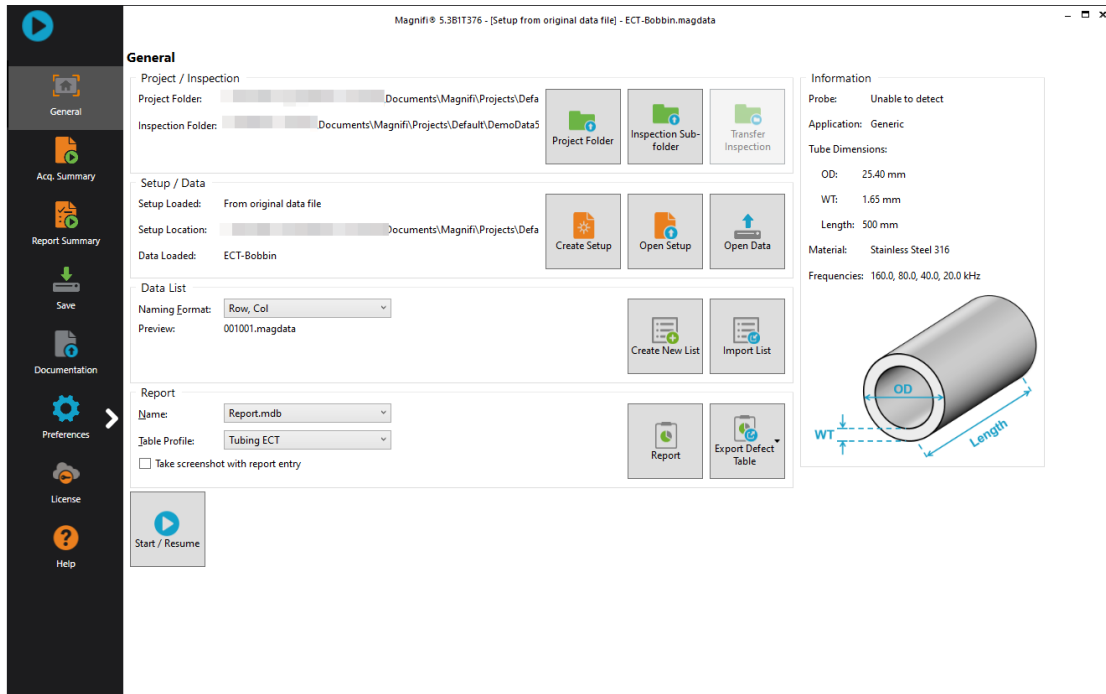 Magnifi® 5.3B1T376 - [Setup from original data file] - ECT-Bobbin.magdata
General
Acq. Summary
Report Summary
Save
Documentation
Preferences
License
Help
General
Project / Inspection
Project Folder: Documents\Magnifi\Projects\Defa
Inspection Folder: Documents\Magnifi\Projects\Default\DemoData5
Project Folder
Inspection Sub-
folder
Transfer
Inspection
Setup / Data
Setup Loaded: From original data file
Setup Location: Documents\Magnifi\Projects\Defa
Data Loaded: ECT-Bobbin
Create Setup
Open Setup
Open Data
Data List
Naming Format: Row, Col
Preview: 001001.magdata
Create New List
Import List
Report
Name: Report.mdb
Table Profile: Tubing ECT
Take screenshot with report entry
Report
Export Defect
Table
Start / Resume
Information
Probe: Unable to detect
Application: Generic
Tube Dimensions:
OD: 25.40 mm
WT: 1.65 mm
Length: 500 mm
Material: Stainless Steel 316
Frequencies: 160.0, 80.0, 40.0, 20.0 kHz
OD
WT
Length